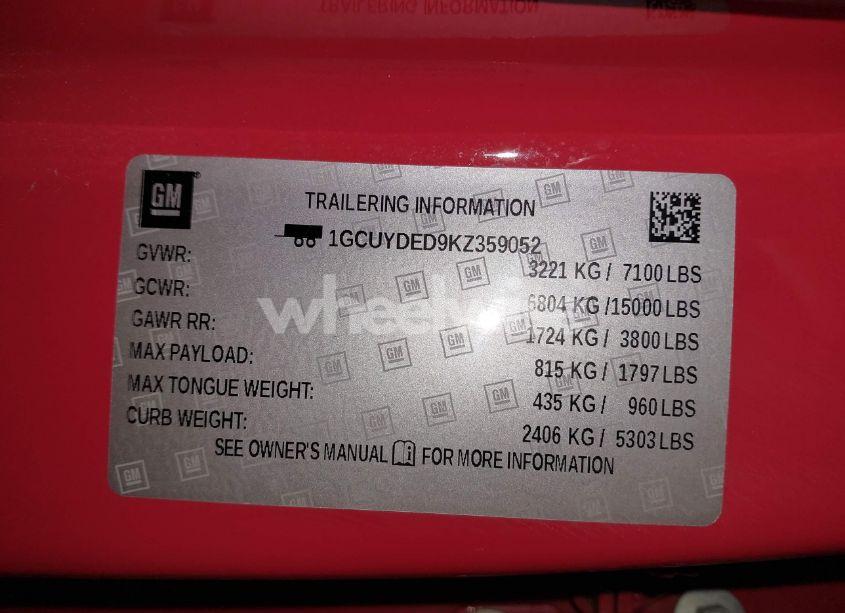 TRAILERING INFORMATION
GM
TRAILERING INFORMATION
1GCUYDED9KZ359052
GVWR: 3221 KG / 7100 LBS
GCWR: 6804 KG /15000 LBS
GAWR RR: 1724 KG / 3800 LBS
MAX PAYLOAD: 815 KG / 1797 LBS
MAX TONGUE WEIGHT: 435 KG / 960 LBS
CURB WEIGHT: 2406 KG / 5303 LBS
SEE OWNER'S MANUAL i FOR MORE INFORMATION